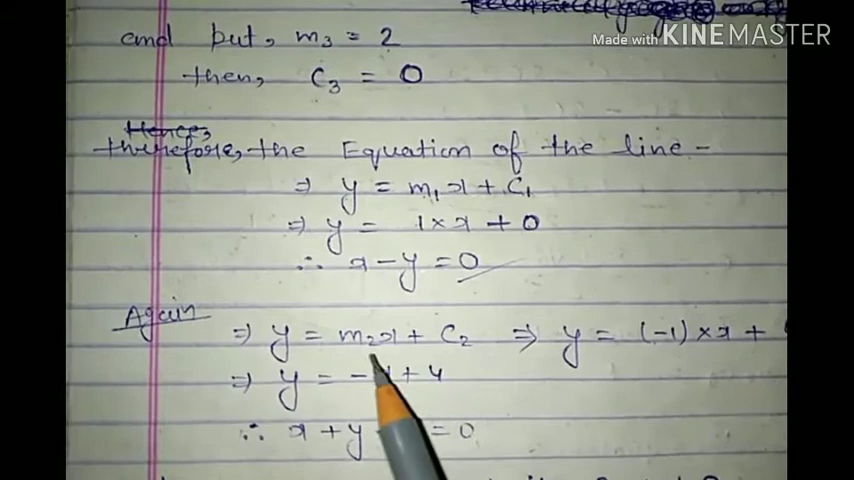 Made with KINEMASTER
and put, m₃ = 2
then, C₃ = 0
Hence,
therefore, the Equation of the line -
⇒ y = m₁x + C₁
⇒ y = 1 × x + 0
∴ x - y = 0
Again
⇒ y = m₂x + C₂ ⇒ y = (-1) × x +
⇒ y = - + 4
∴ x + y = 0